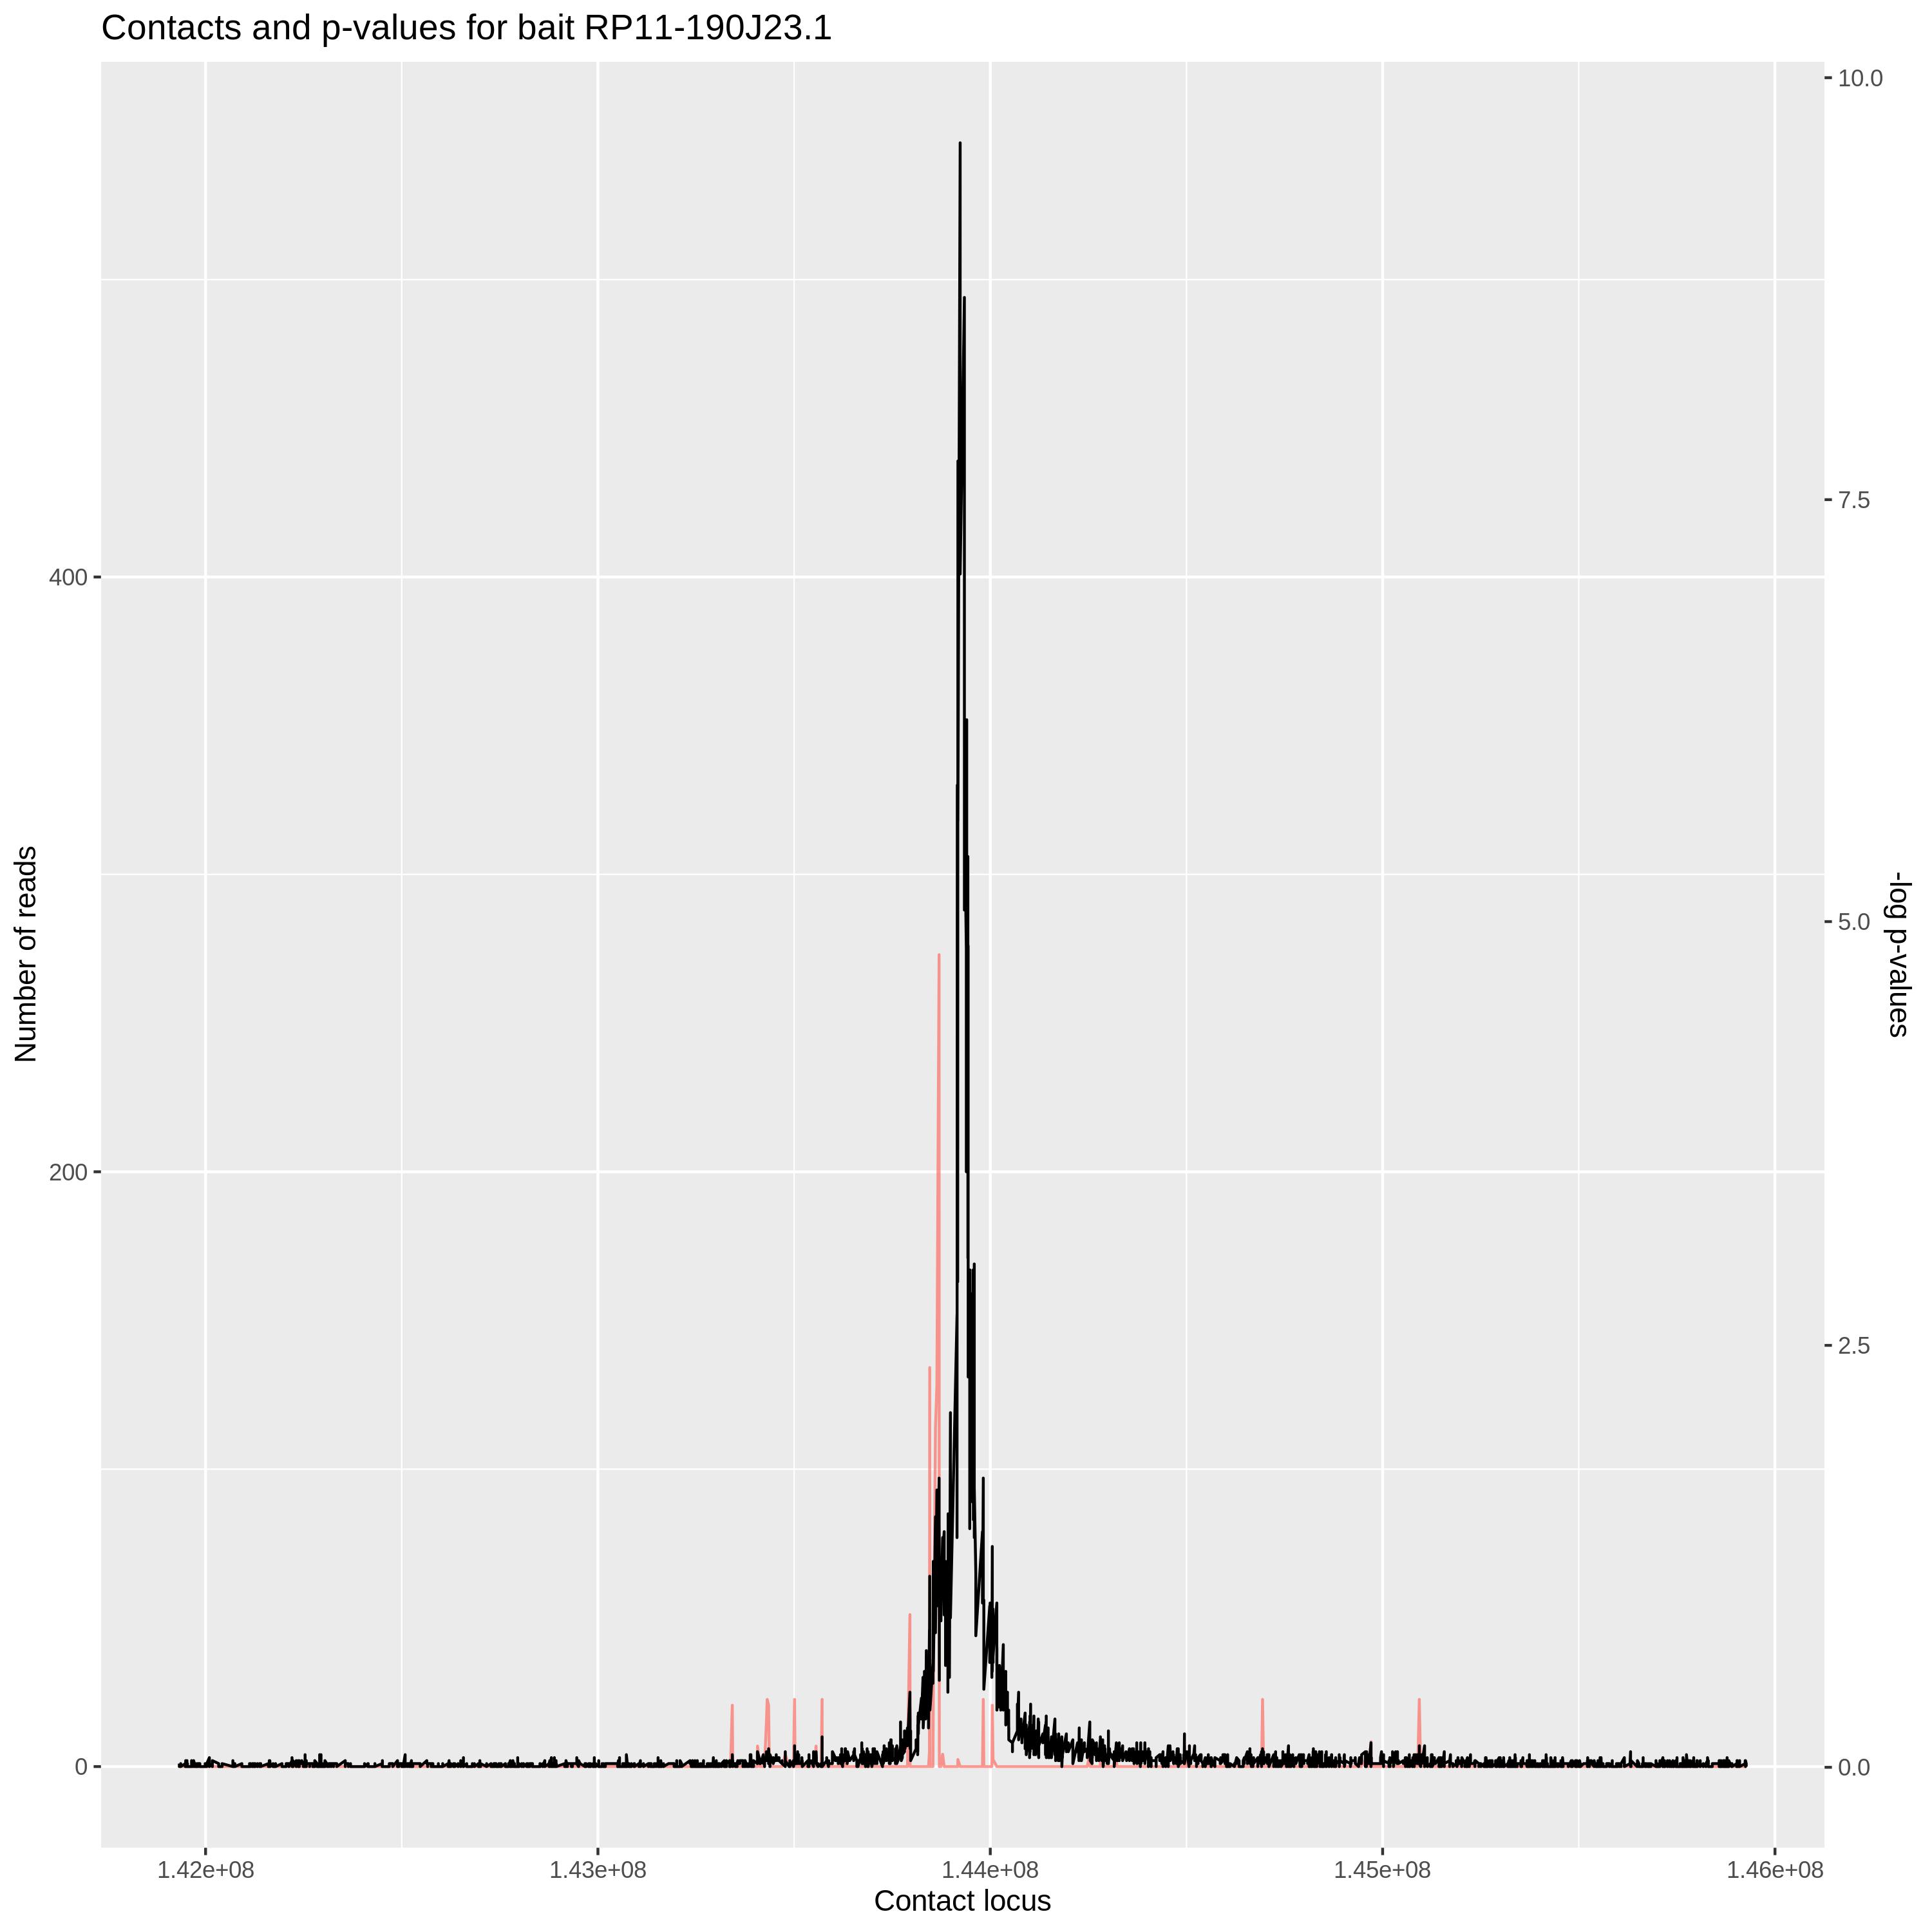 Contacts and p-values for bait RP11-190J23.1
Number of reads
400
200
0
10.0
7.5
5.0
2.5
0.0
-log p-values
1.42e+08 1.43e+08 1.44e+08 1.45e+08 1.46e+08
Contact locus